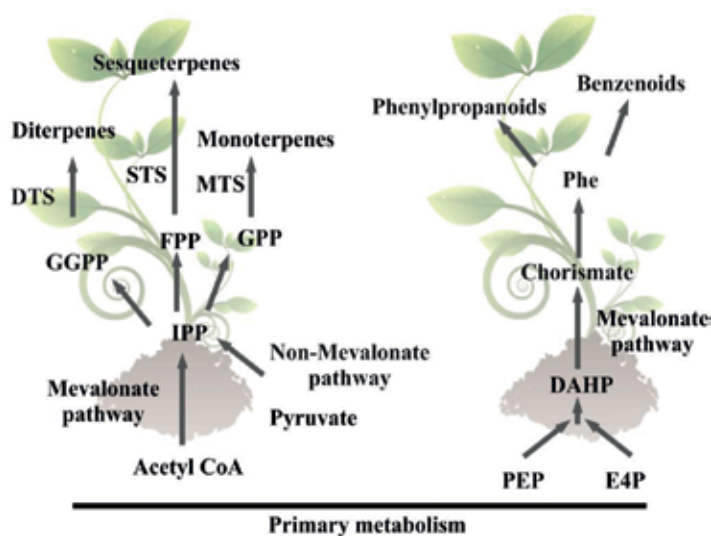 Sesqueterpenes
Diterpenes
Monoterpenes
STS
MTS
DTS
FPP
GPP
GGPP
IPP
Non-Mevalonate
pathway
Mevalonate
pathway
Pyruvate
Acetyl CoA
Benzenoids
Phenylpropanoids
Phe
Chorismate
Mevalonate
pathway
DAHP
PEP
E4P
Primary metabolism